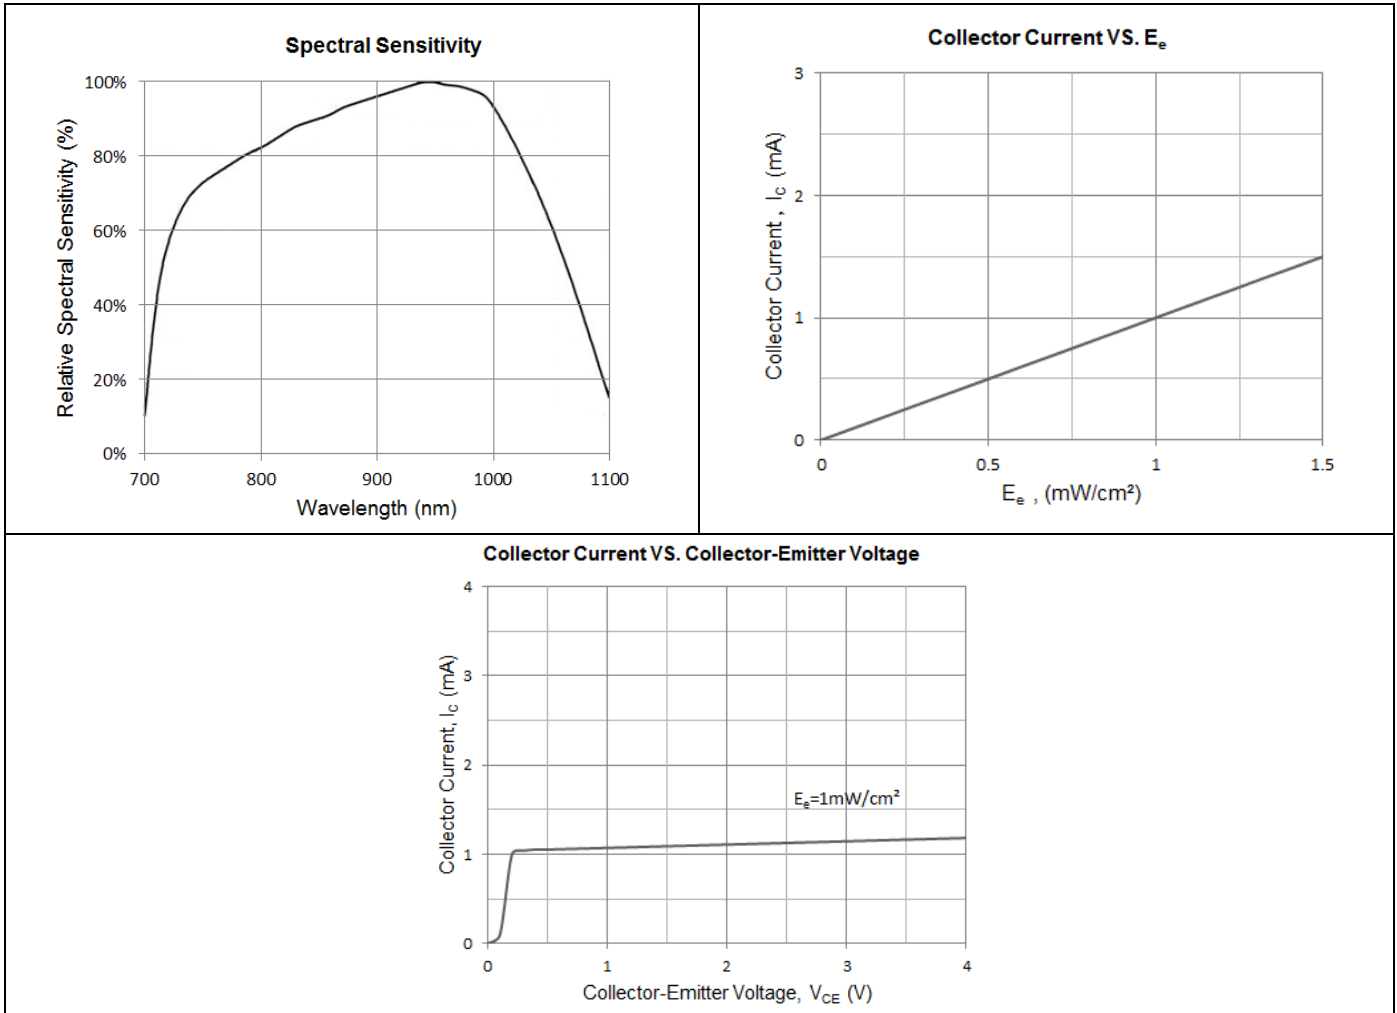 Spectral Sensitivity
Relative Spectral Sensitivity (%)
100%
80%
60%
40%
20%
0%
700 800 900 1000 1100
Wavelength (nm)
Collector Current VS. Ee
Collector Current , IC (mA)
3
2
1
0
0 0.5 1 1.5
Ee , (mW/cm²)
Collector Current VS. Collector-Emitter Voltage
Collector Current, IC (mA)
4
3
2
1
0
Ee=1mW/cm²
0 1 2 3 4
Collector-Emitter Voltage, VCE (V)